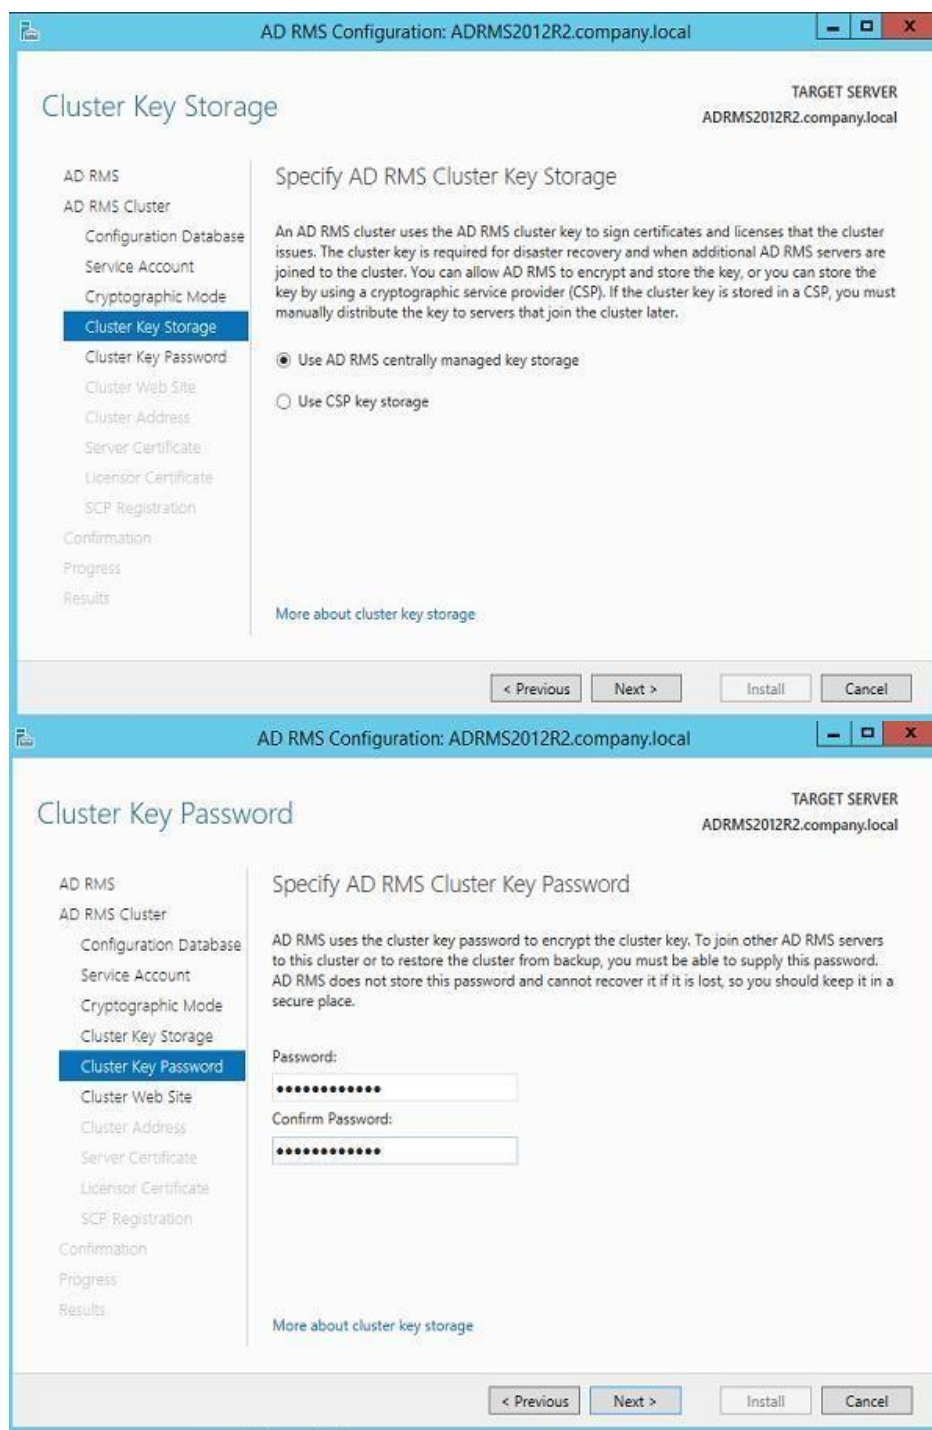 AD RMS Configuration: ADRMS2012R2.company.local
Cluster Key Storage
TARGET SERVER
ADRMS2012R2.company.local
AD RMS
AD RMS Cluster
Configuration Database
Service Account
Cryptographic Mode
Cluster Key Storage
Cluster Key Password
Cluster Web Site
Cluster Address
Server Certificate
Licensor Certificate
SCP Registration
Confirmation
Progress
Results
Specify AD RMS Cluster Key Storage
An AD RMS cluster uses the AD RMS cluster key to sign certificates and licenses that the cluster
issues. The cluster key is required for disaster recovery and when additional AD RMS servers are
joined to the cluster. You can allow AD RMS to encrypt and store the key, or you can store the
key by using a cryptographic service provider (CSP). If the cluster key is stored in a CSP, you must
manually distribute the key to servers that join the cluster later.
Use AD RMS centrally managed key storage
Use CSP key storage
More about cluster key storage
< Previous
Next >
Install
Cancel
AD RMS Configuration: ADRMS2012R2.company.local
Cluster Key Password
TARGET SERVER
ADRMS2012R2.company.local
AD RMS
AD RMS Cluster
Configuration Database
Service Account
Cryptographic Mode
Cluster Key Storage
Cluster Key Password
Cluster Web Site
Cluster Address
Server Certificate
Licensor Certificate
SCP Registration
Confirmation
Progress
Results
Specify AD RMS Cluster Key Password
AD RMS uses the cluster key password to encrypt the cluster key. To join other AD RMS servers
to this cluster or to restore the cluster from backup, you must be able to supply this password.
AD RMS does not store this password and cannot recover it if it is lost, so you should keep it in a
secure place.
Password:
●●●●●●●●●●●●
Confirm Password:
●●●●●●●●●●●●
More about cluster key storage
< Previous
Next >
Install
Cancel